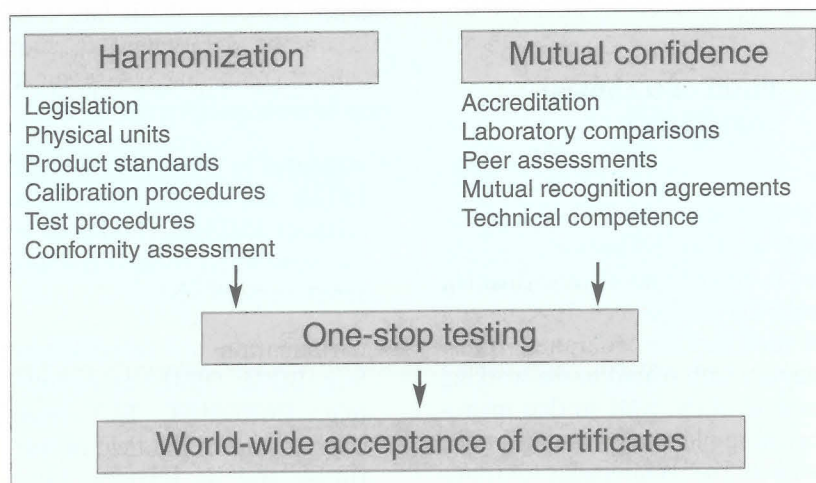 Harmonization
Legislation
Physical units
Product standards
Calibration procedures
Test procedures
Conformity assessment
Mutual confidence
Accreditation
Laboratory comparisons
Peer assessments
Mutual recognition agreements
Technical competence
One-stop testing
World-wide acceptance of certificates